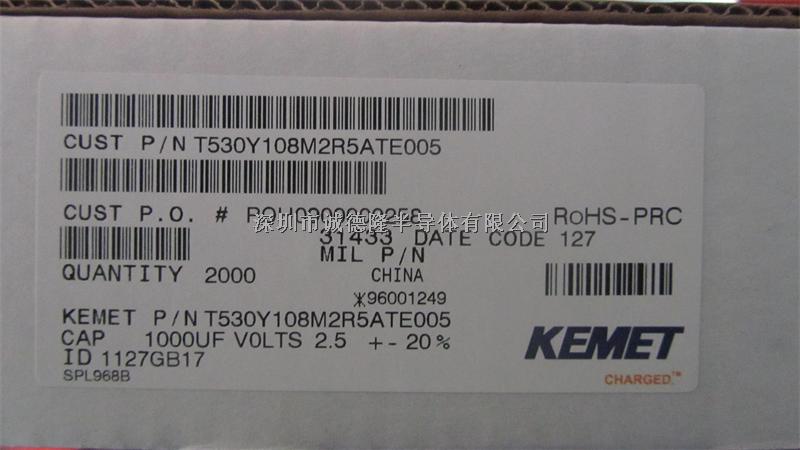 CUST P/N T530Y108M2R5ATE005
CUST P.O. #
RoHS-PRC
深圳市诚德隆半导体有限公司
31433 DATE CODE 127
MIL P/N
QUANTITY 2000
CHINA
96001249
KEMET P/N T530Y108M2R5ATE005
CAP 1000UF VOLTS 2.5 +-20%
ID 1127GB17
SPL968B
KEMET
CHARGED.™